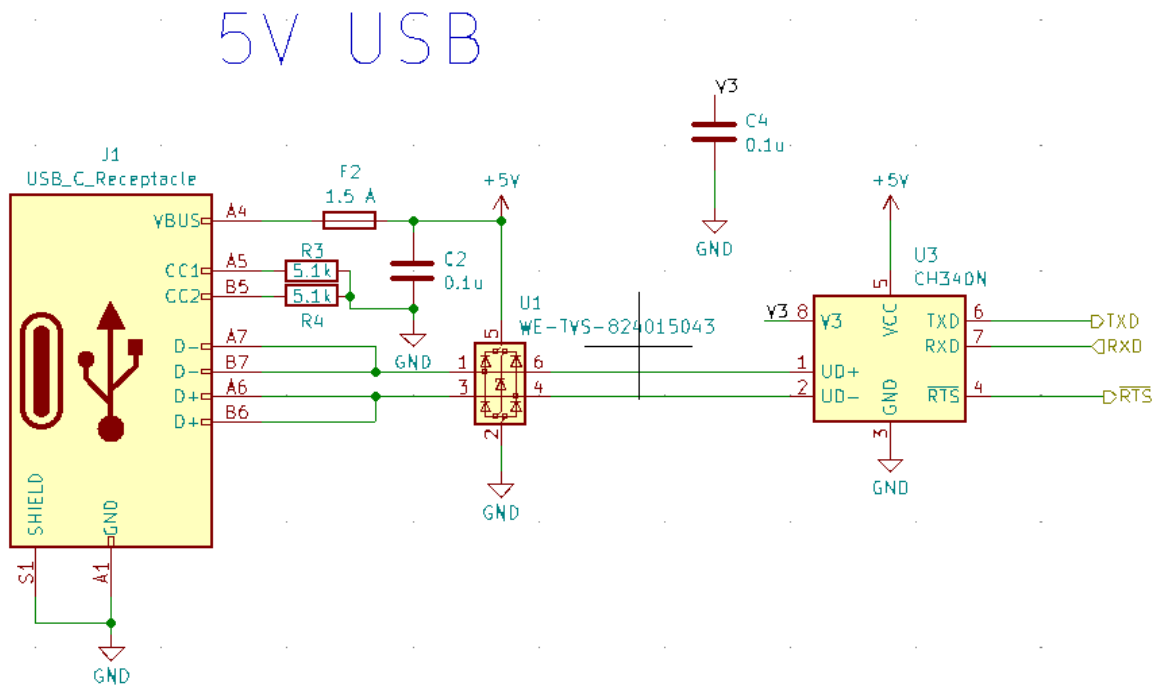 5V USB
V3
C4
0.1u
GND
J1
USB_C_Receptacle
VBUS A4
CC1 A5
CC2 B5
D- A7
D- B7
D+ A6
D+ B6
SHIELD
GND
S1
A1
GND
F2
1.5 A
R3
5.1k
5.1k
R4
C2
0.1u
GND
+5V
U1
WE-TVS-824015043
5
1 6
3 4
2
GND
+5V
U3
CH340N
5
V3 8 V3
VCC
TXD 6 TXD
RXD 7 RXD
1 UD+
2 UD-
GND
RTS 4 RTS
3
GND